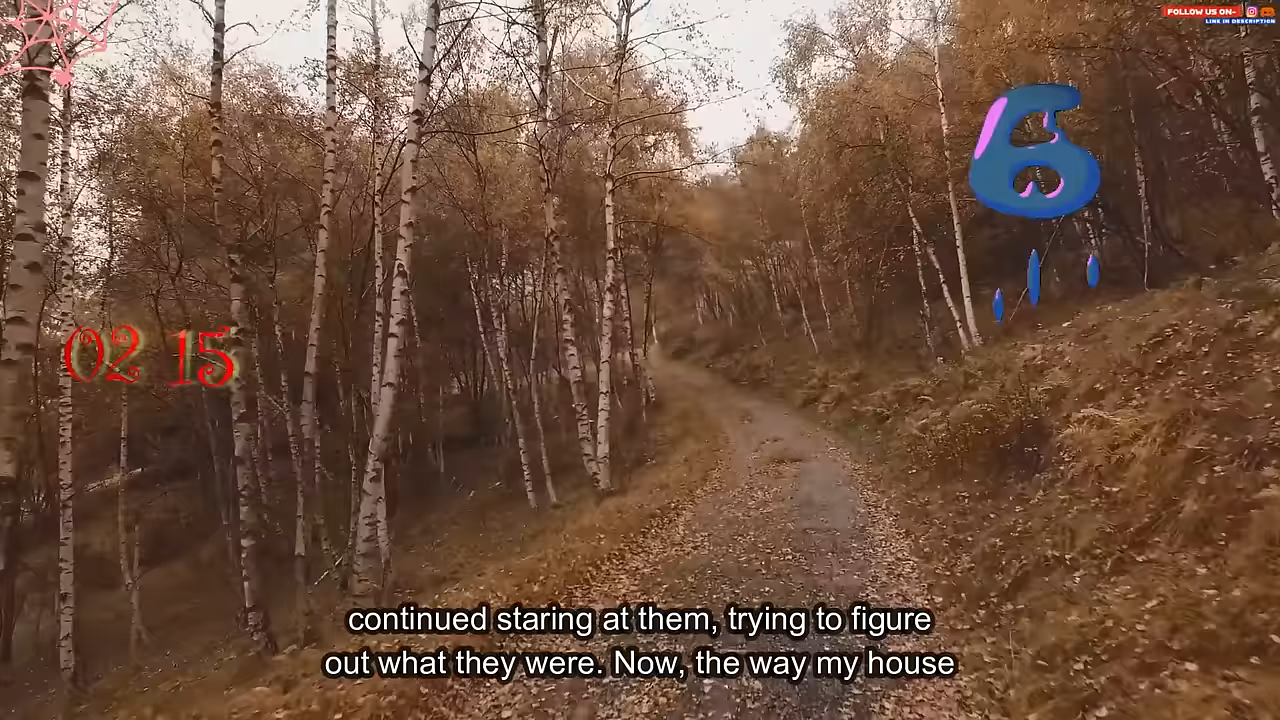 FOLLOW US ON-
LINK IN DESCRIPTION
6
02 15
continued staring at them, trying to figure
out what they were. Now, the way my house